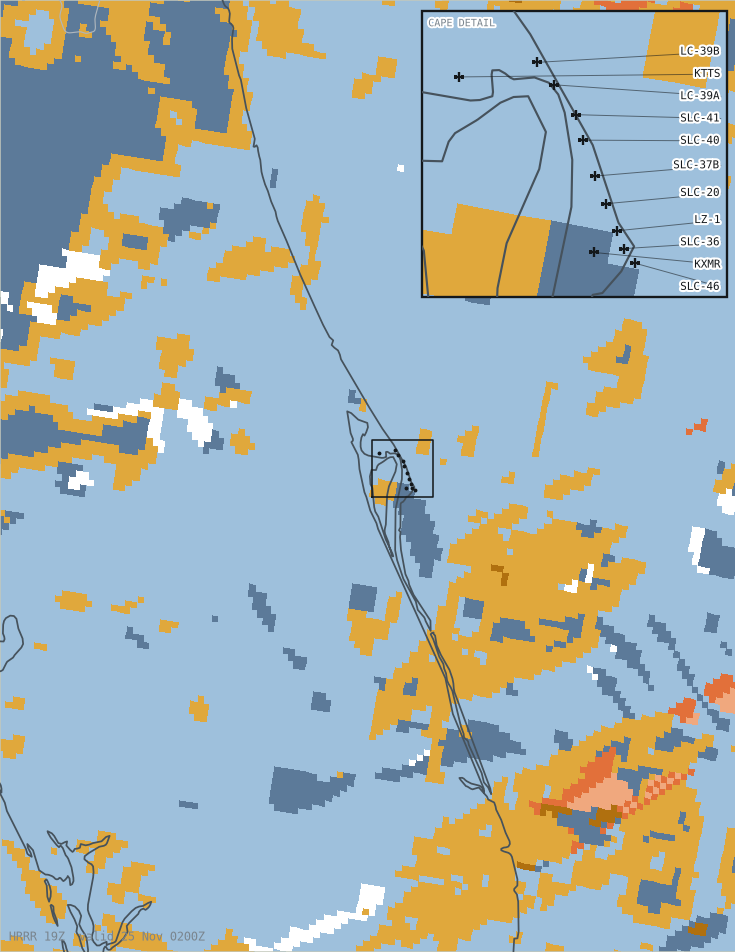 CAPE DETAIL
LC-39B
KTTS
LC-39A
SLC-41
SLC-40
SLC-37B
SLC-20
LZ-1
SLC-36
KXMR
SLC-46
HRRR 19Z valid 25 Nov 0200Z